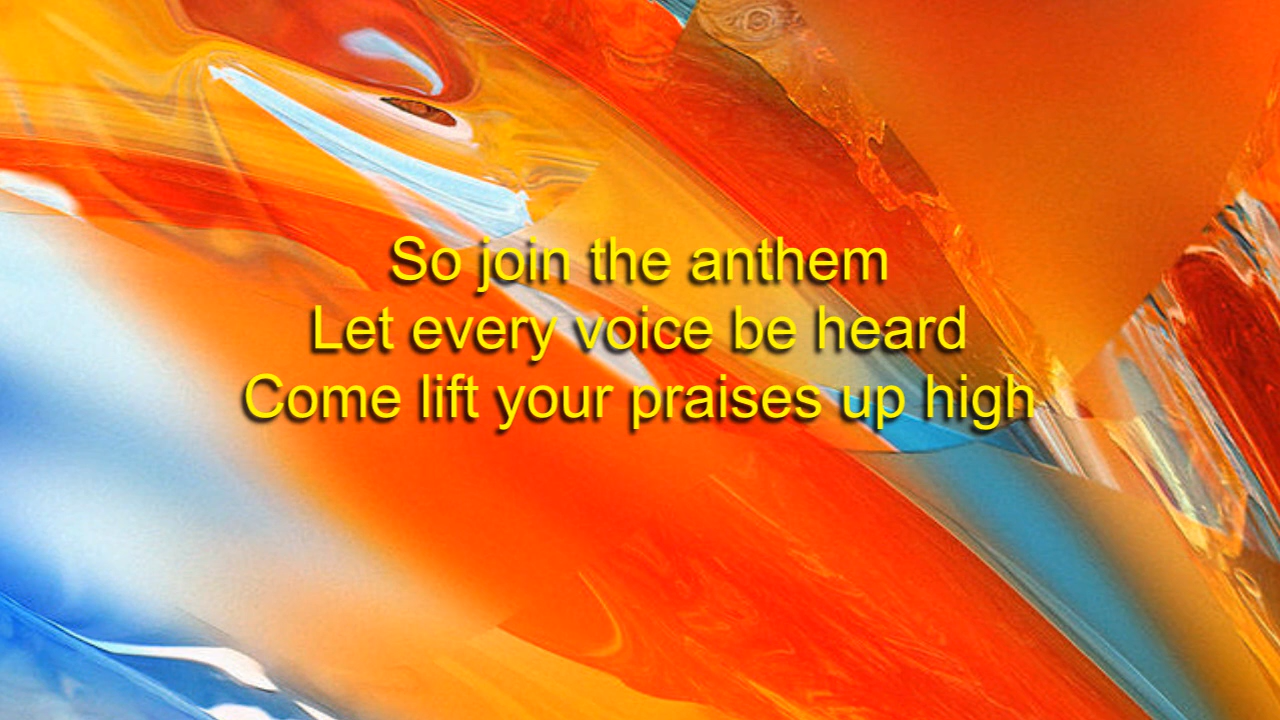 So join the anthem
Let every voice be heard
Come lift your praises up high